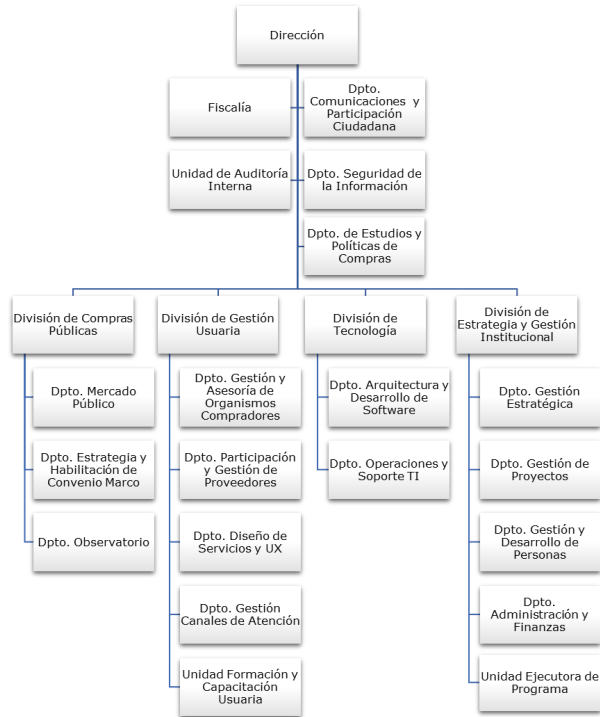 Dirección
Fiscalía
Dpto.
Comunicaciones y
Participación
Ciudadana
Unidad de Auditoría
Interna
Dpto. Seguridad de
la Información
Dpto. de Estudios y
Políticas de
Compras
División de Compras
Públicas
División de Gestión
Usuaria
División de
Tecnología
División de
Estrategia y Gestión
Institucional
Dpto. Mercado
Público
Dpto. Estrategia y
Habilitación de
Convenio Marco
Dpto. Observatorio
Dpto. Gestión y
Asesoría de
Organismos
Compradores
Dpto. Participación
y Gestión de
Proveedores
Dpto. Diseño de
Servicios y UX
Dpto. Gestión
Canales de Atención
Unidad Formación y
Capacitación
Usuaria
Dpto. Arquitectura y
Desarrollo de
Software
Dpto. Operaciones y
Soporte TI
Dpto. Gestión
Estratégica
Dpto. Gestión de
Proyectos
Dpto. Gestión y
Desarrollo de
Personas
Dpto.
Administración y
Finanzas
Unidad Ejecutora de
Programa